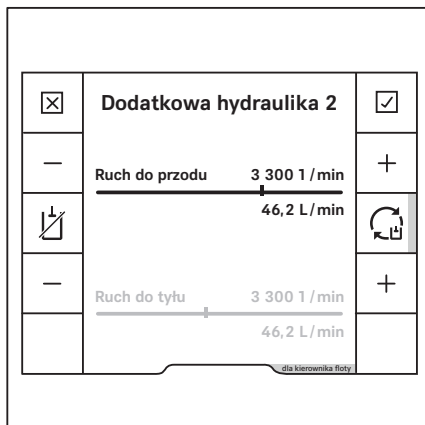 Dodatkowa hydraulika 2
Ruch do przodu 3 300 1/min
46,2 L/min
Ruch do tyłu 3 300 1/min
46,2 L/min
dla kierownika floty